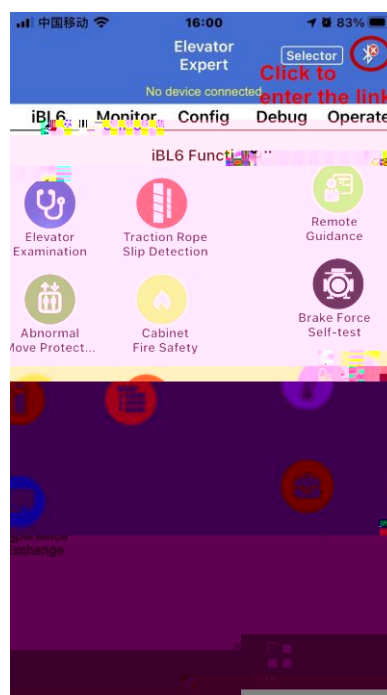 中国移动 16:00 83%
Elevator
Expert
Selector
Click to
No device connected
enter the link
iBL6 Monitor Config Debug Operate
iBL6
Elevator
Examination
Traction Rope
Slip Detection
Remote
Guidance
Abnormal
Move Protect...
Cabinet
Fire Safety
Brake Force
Self-test
Exchange